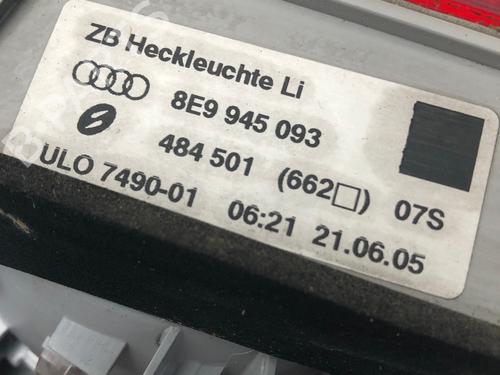 ZB Heckleuchte Li
8E9 945 093
484 501 (662□) 07S
ULO 7490-01 06:21 21.06.05